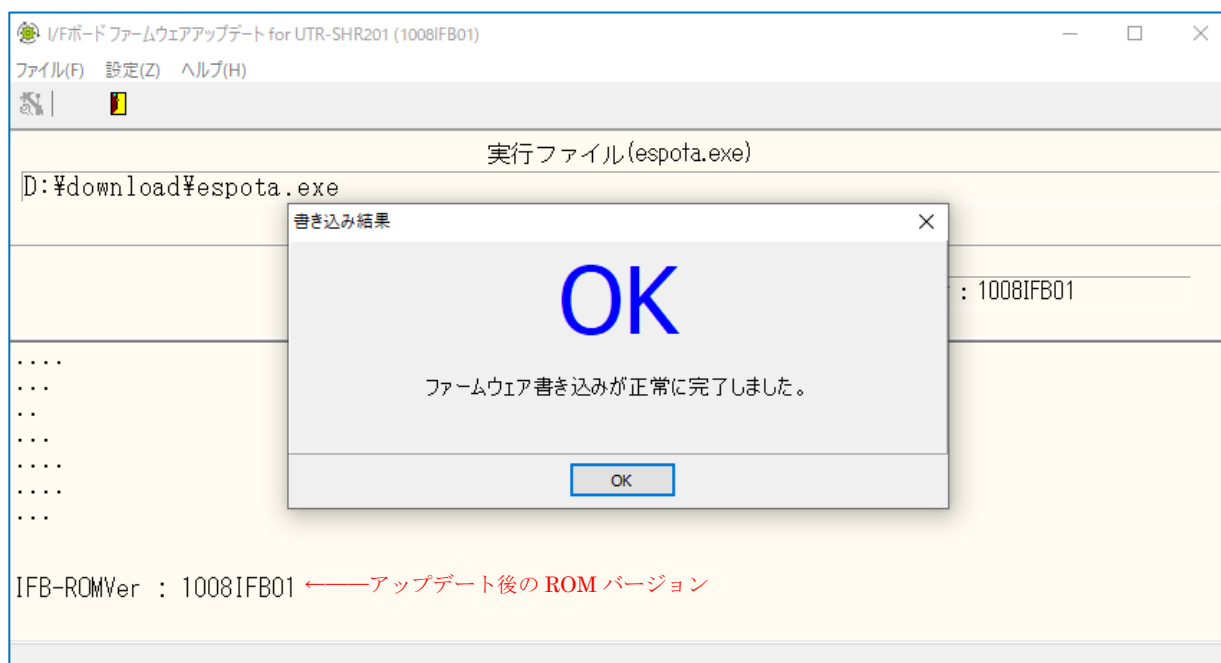 I/Fボード ファームウェアアップデート for UTR-SHR201 (1008IFB01)
ファイル(F) 設定(Z) ヘルプ(H)
実行ファイル(espota.exe)
D:¥download¥espota.exe
書き込み結果
OK
: 1008IFB01
ファームウェア書き込みが正常に完了しました。
OK
....
...
..
...
....
....
...
IFB-ROMVer : 1008IFB01 ←──アップデート後の ROM バージョン